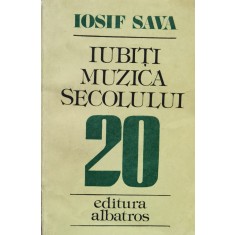 IOSIF SAVA
IUBIȚI
MUZICA
SECOLULUI
20
editura
albatros